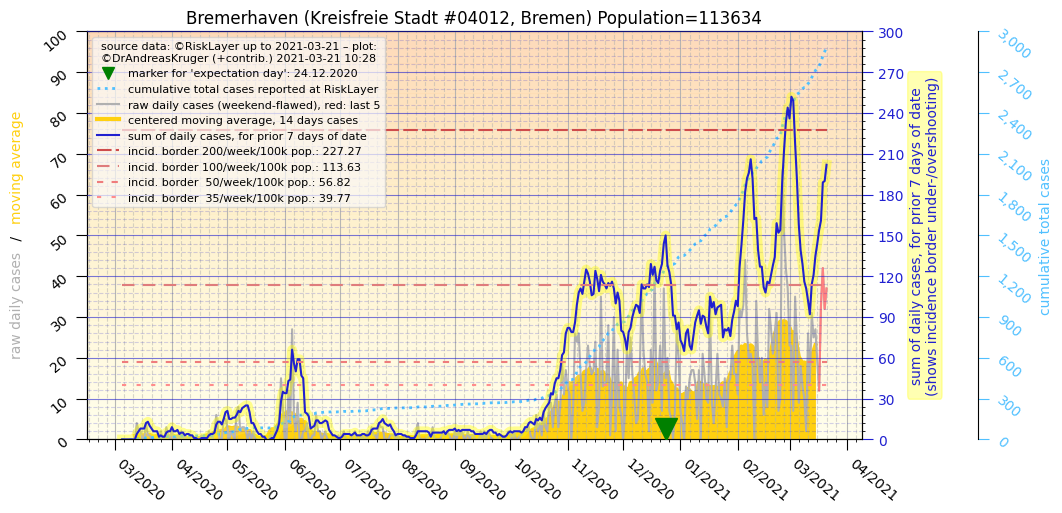 Bremerhaven (Kreisfreie Stadt #04012, Bremen) Population=113634
source data: ©RiskLayer up to 2021-03-21 – plot:
©DrAndreasKruger (+contrib.) 2021-03-21 10:28
marker for 'expectation day': 24.12.2020
cumulative total cases reported at RiskLayer
raw daily cases (weekend-flawed), red: last 5
centered moving average, 14 days cases
sum of daily cases, for prior 7 days of date
incid. border 200/week/100k pop.: 227.27
incid. border 100/week/100k pop.: 113.63
incid. border  50/week/100k pop.: 56.82
incid. border  35/week/100k pop.: 39.77
raw daily cases / moving average
100
90
80
70
60
50
40
30
20
10
0
03/2020
04/2020
05/2020
06/2020
07/2020
08/2020
09/2020
10/2020
11/2020
12/2020
01/2021
02/2021
03/2021
04/2021
300
270
240
210
180
150
120
90
60
30
0
sum of daily cases, for prior 7 days of date
(shows incidence border under-/overshooting)
3,000
2,700
2,400
2,100
1,800
1,500
1,200
900
600
300
0
cumulative total cases